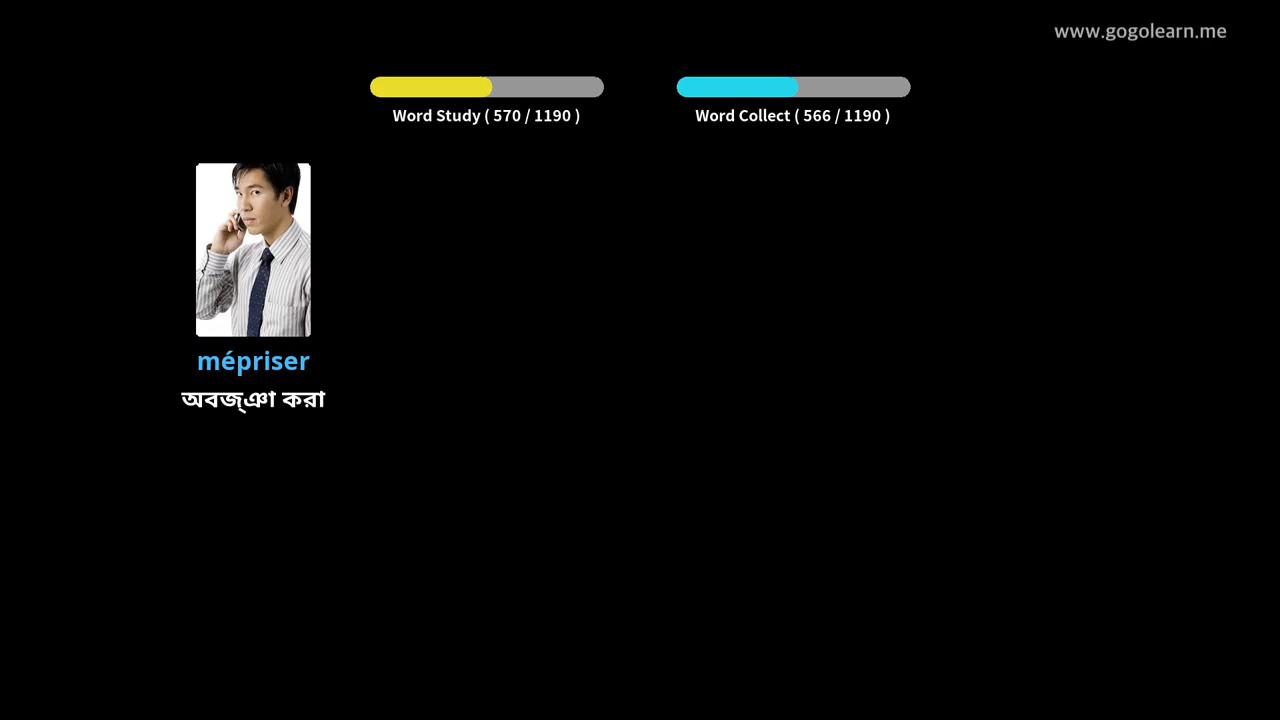 www.gogolearn.me
Word Study ( 570 / 1190 )
Word Collect ( 566 / 1190 )
mépriser
অবজ্ঞা করা